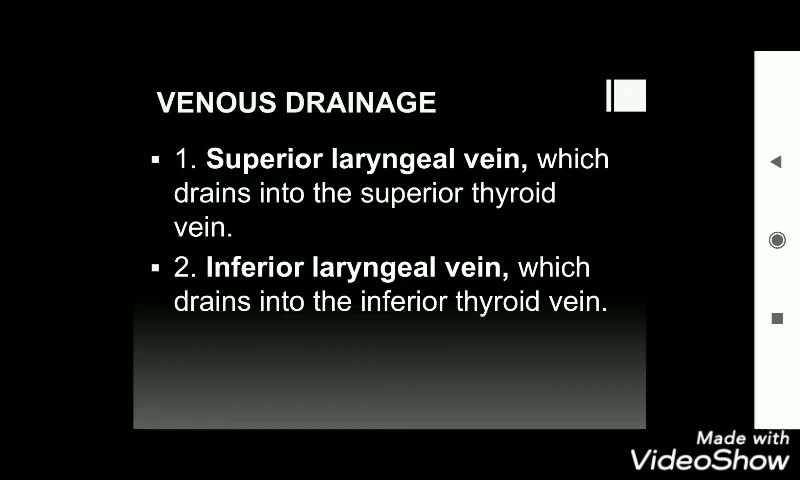 VENOUS DRAINAGE
▪ 1. Superior laryngeal vein, which
drains into the superior thyroid
vein.
▪ 2. Inferior laryngeal vein, which
drains into the inferior thyroid vein.
Made with
VideoShow